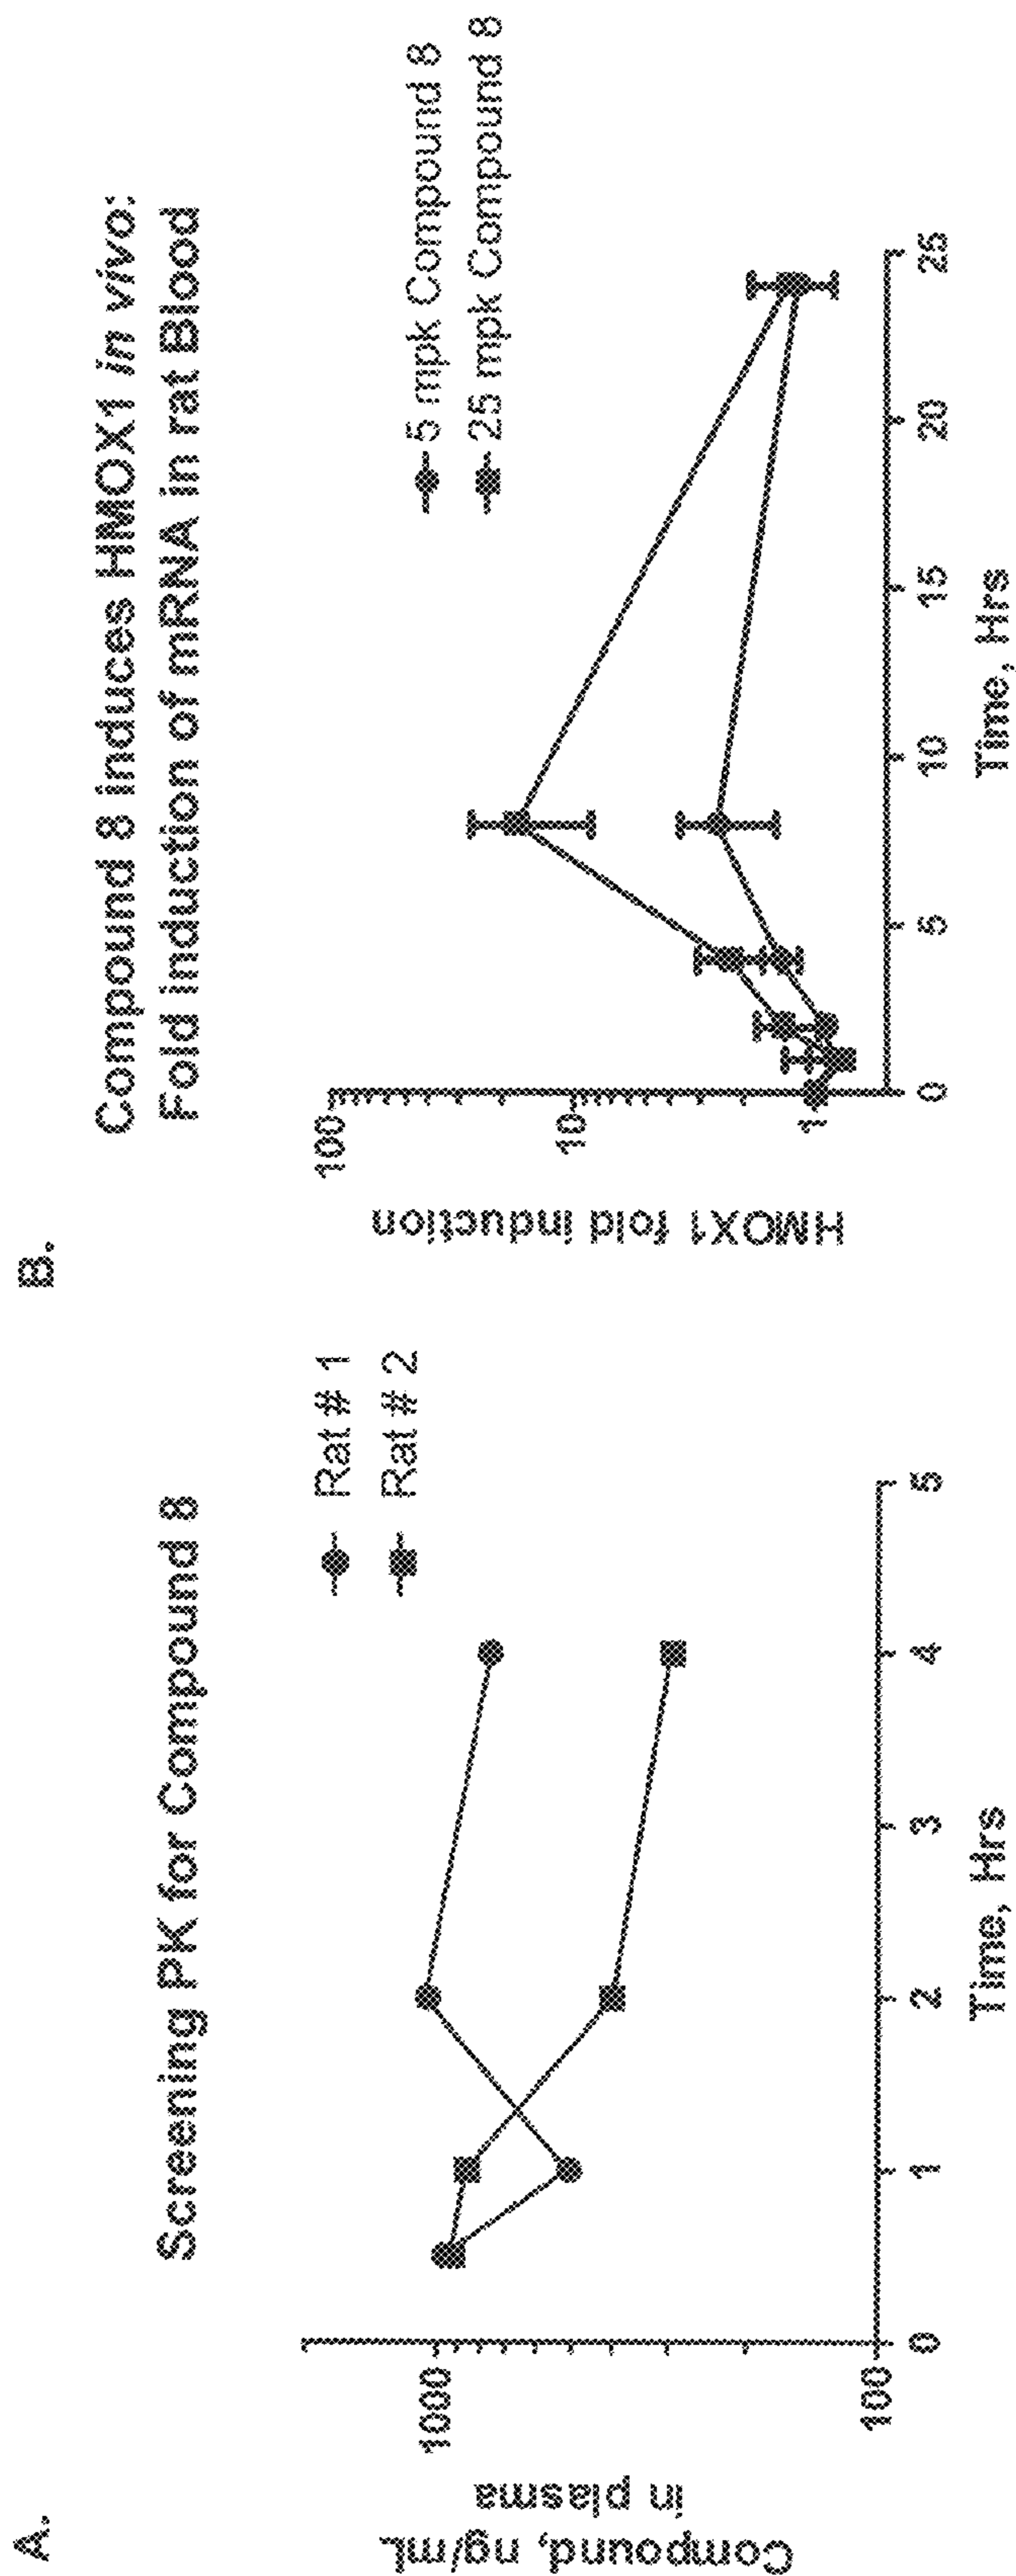 A.
Screening PK for Compound 8
Rat # 1
Rat # 2
Compound, ng/mL
in plasma
1000
100
0
1
2
3
4
5
Time, Hrs
B.
Compound 8 induces HMOX1 in vivo:
Fold induction of mRNA in rat Blood
5 mpk Compound 8
25 mpk Compound 8
HMOX1 fold induction
100
10
1
0
5
10
15
20
25
Time, Hrs